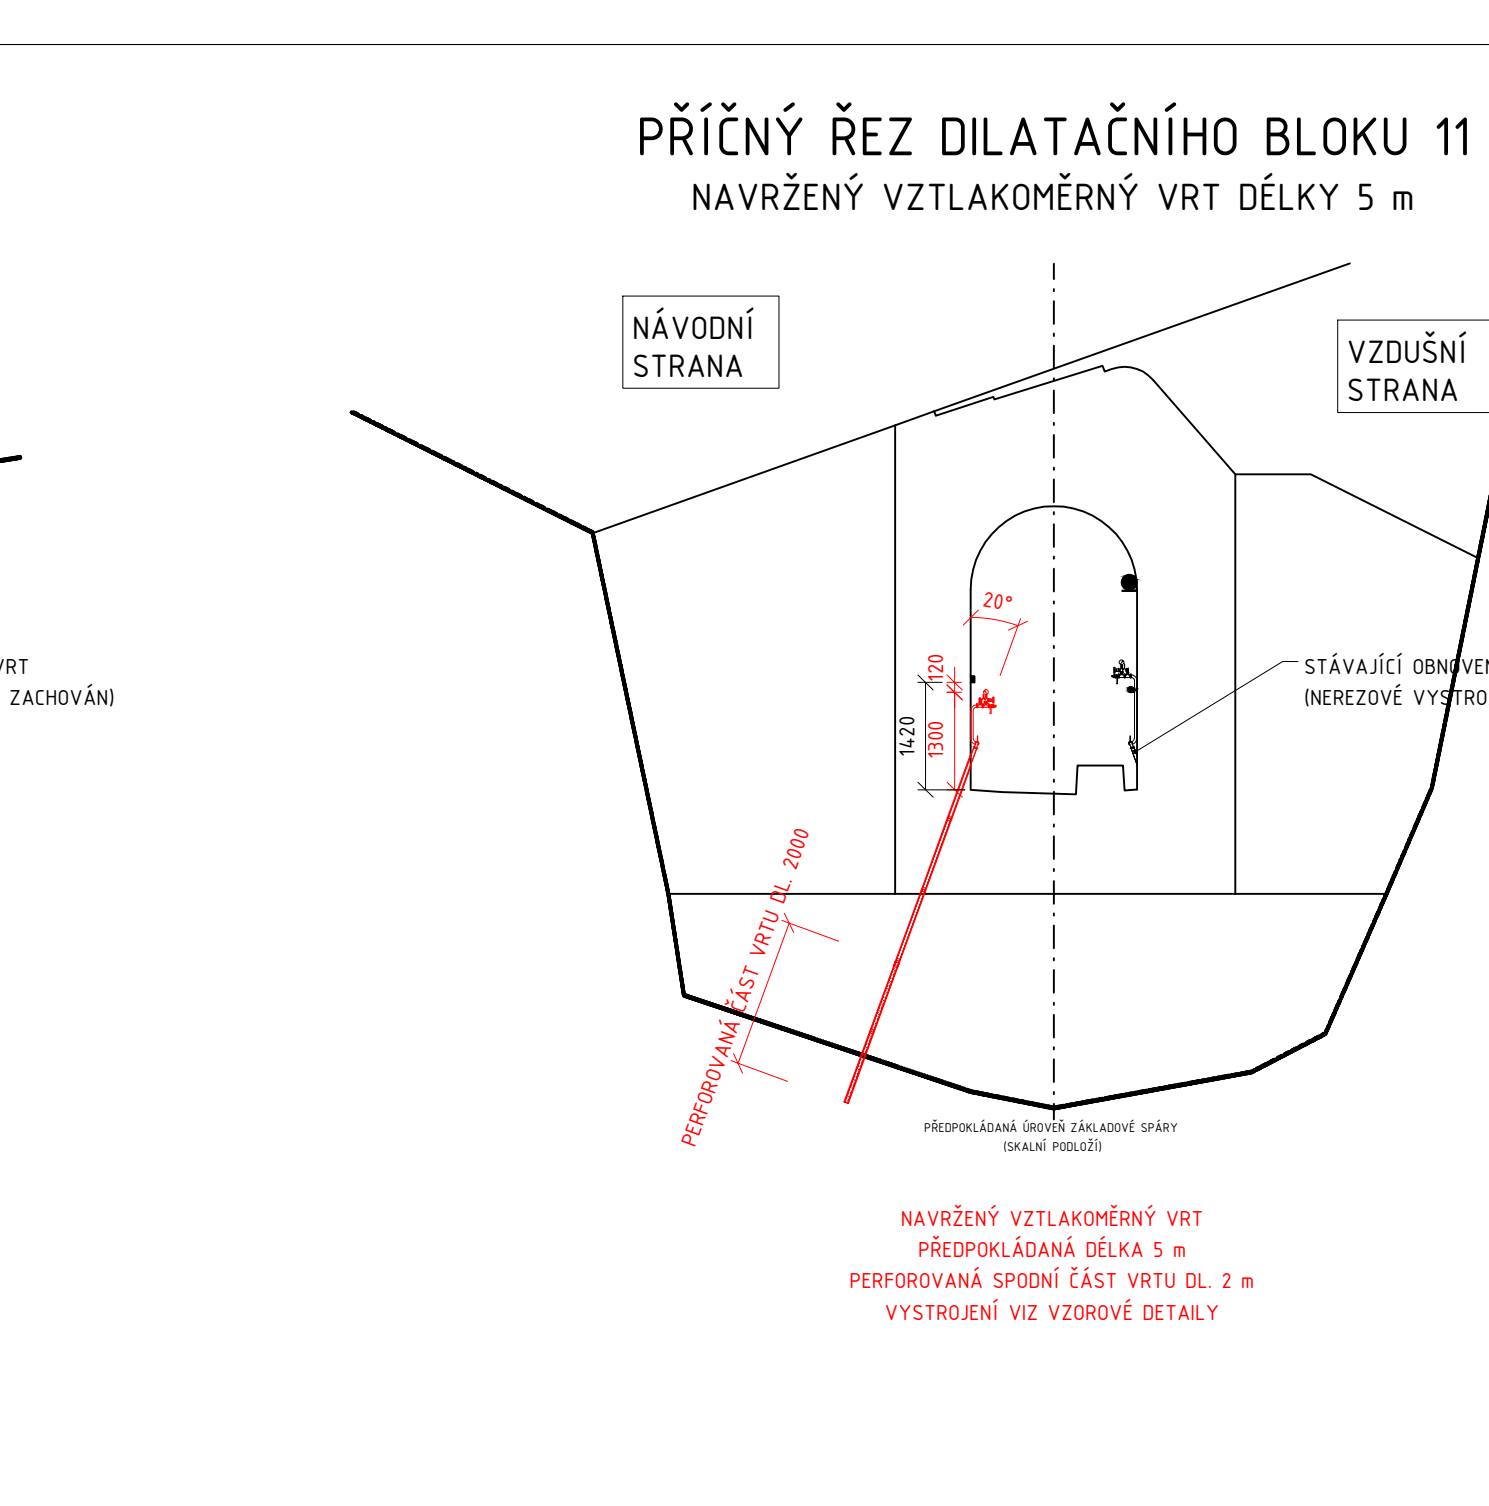 PŘÍČNÝ ŘEZ DILATAČNÍHO BLOKU 11
NAVRŽENÝ VZTLAKOMĚRNÝ VRT DÉLKY 5 m
NÁVODNÍ
STRANA
VZDUŠNÍ
STRANA
20°
120
1420
1300
VRT
ZACHOVÁN)
STÁVAJÍCÍ
(NEREZOVÉ
PERFOROVANÁ ČÁST VRTU DL. 2000
PŘEDPOKLÁDANÁ ÚROVEŇ ZÁKLADOVÉ SPÁRY
(SKALNÍ PODLOŽÍ)
NAVRŽENÝ VZTLAKOMĚRNÝ VRT
PŘEDPOKLÁDANÁ DÉLKA 5 m
PERFOROVANÁ SPODNÍ ČÁST VRTU DL. 2 m
VYSTROJENÍ VIZ VZOROVÉ DETAILY